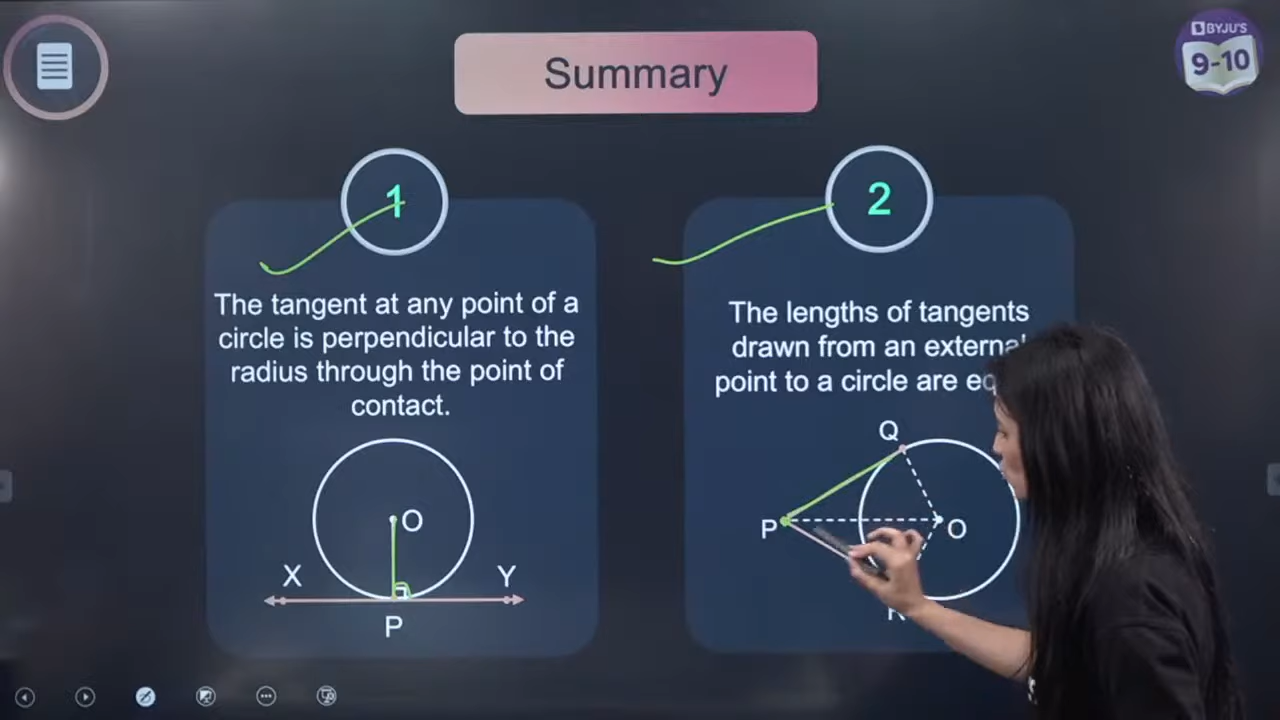 BYJU'S
9-10
Summary
1
The tangent at any point of a
circle is perpendicular to the
radius through the point of
contact.
O
X
Y
P
2
The lengths of tangents
drawn from an external
point to a circle are
Q
P
O